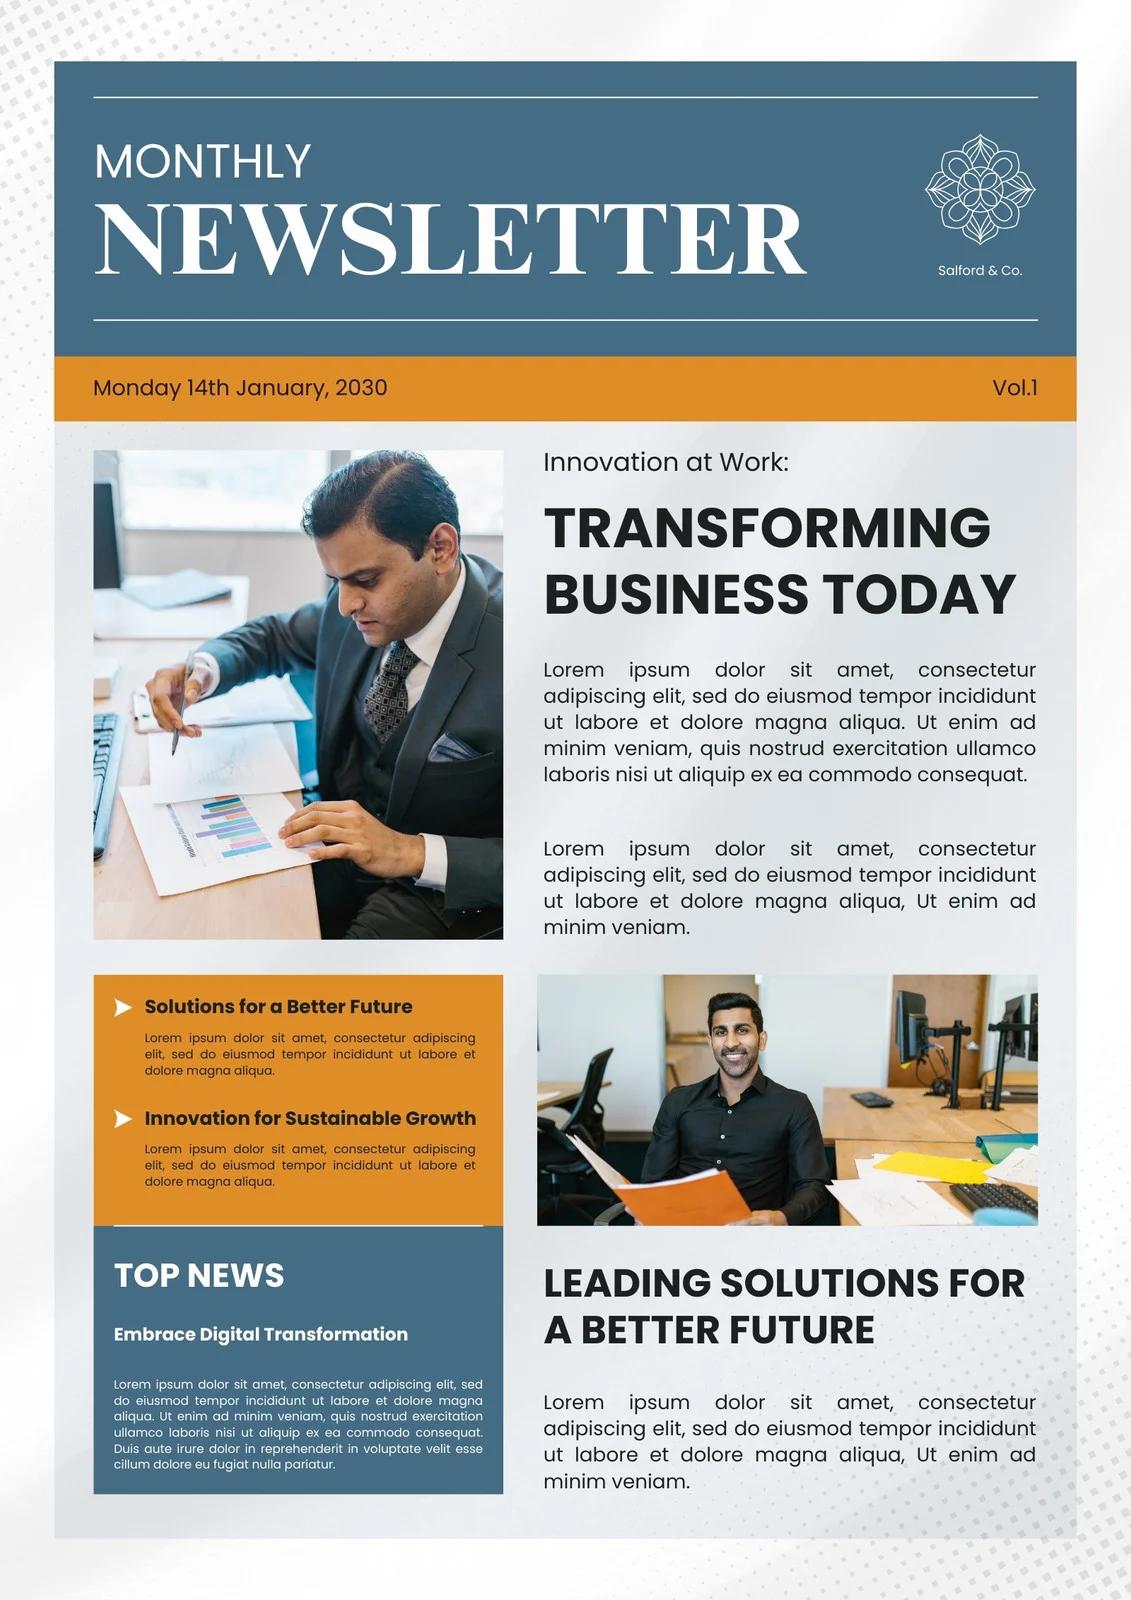 MONTHLY
NEWSLETTER
Salford & Co.
Monday 14th January, 2030
Vol.1
Innovation at Work:
TRANSFORMING
BUSINESS TODAY
Lorem ipsum dolor sit amet, consectetur
adipiscing elit, sed do eiusmod tempor incididunt
ut labore et dolore magna aliqua. Ut enim ad
minim veniam, quis nostrud exercitation ullamco
laboris nisi ut aliquip ex ea commodo consequat.
Lorem ipsum dolor sit amet, consectetur
adipiscing elit, sed do eiusmod tempor incididunt
ut labore et dolore magna aliqua, Ut enim ad
minim veniam.
Solutions for a Better Future
Lorem ipsum dolor sit amet, consectetur adipiscing
elit, sed do eiusmod tempor incididunt ut labore et
dolore magna aliqua.
Innovation for Sustainable Growth
Lorem ipsum dolor sit amet, consectetur adipiscing
elit, sed do eiusmod tempor incididunt ut labore et
dolore magna aliqua.
TOP NEWS
Embrace Digital Transformation
Lorem ipsum dolor sit amet, consectetur adipiscing elit, sed
do eiusmod tempor incididunt ut labore et dolore magna
aliqua. Ut enim ad minim veniam, quis nostrud exercitation
ullamco laboris nisi ut aliquip ex ea commodo consequat.
Duis aute irure dolor in reprehenderit in voluptate velit esse
cillum dolore eu fugiat nulla pariatur.
LEADING SOLUTIONS FOR
A BETTER FUTURE
Lorem ipsum dolor sit amet, consectetur
adipiscing elit, sed do eiusmod tempor incididunt
ut labore et dolore magna aliqua, Ut enim ad
minim veniam.